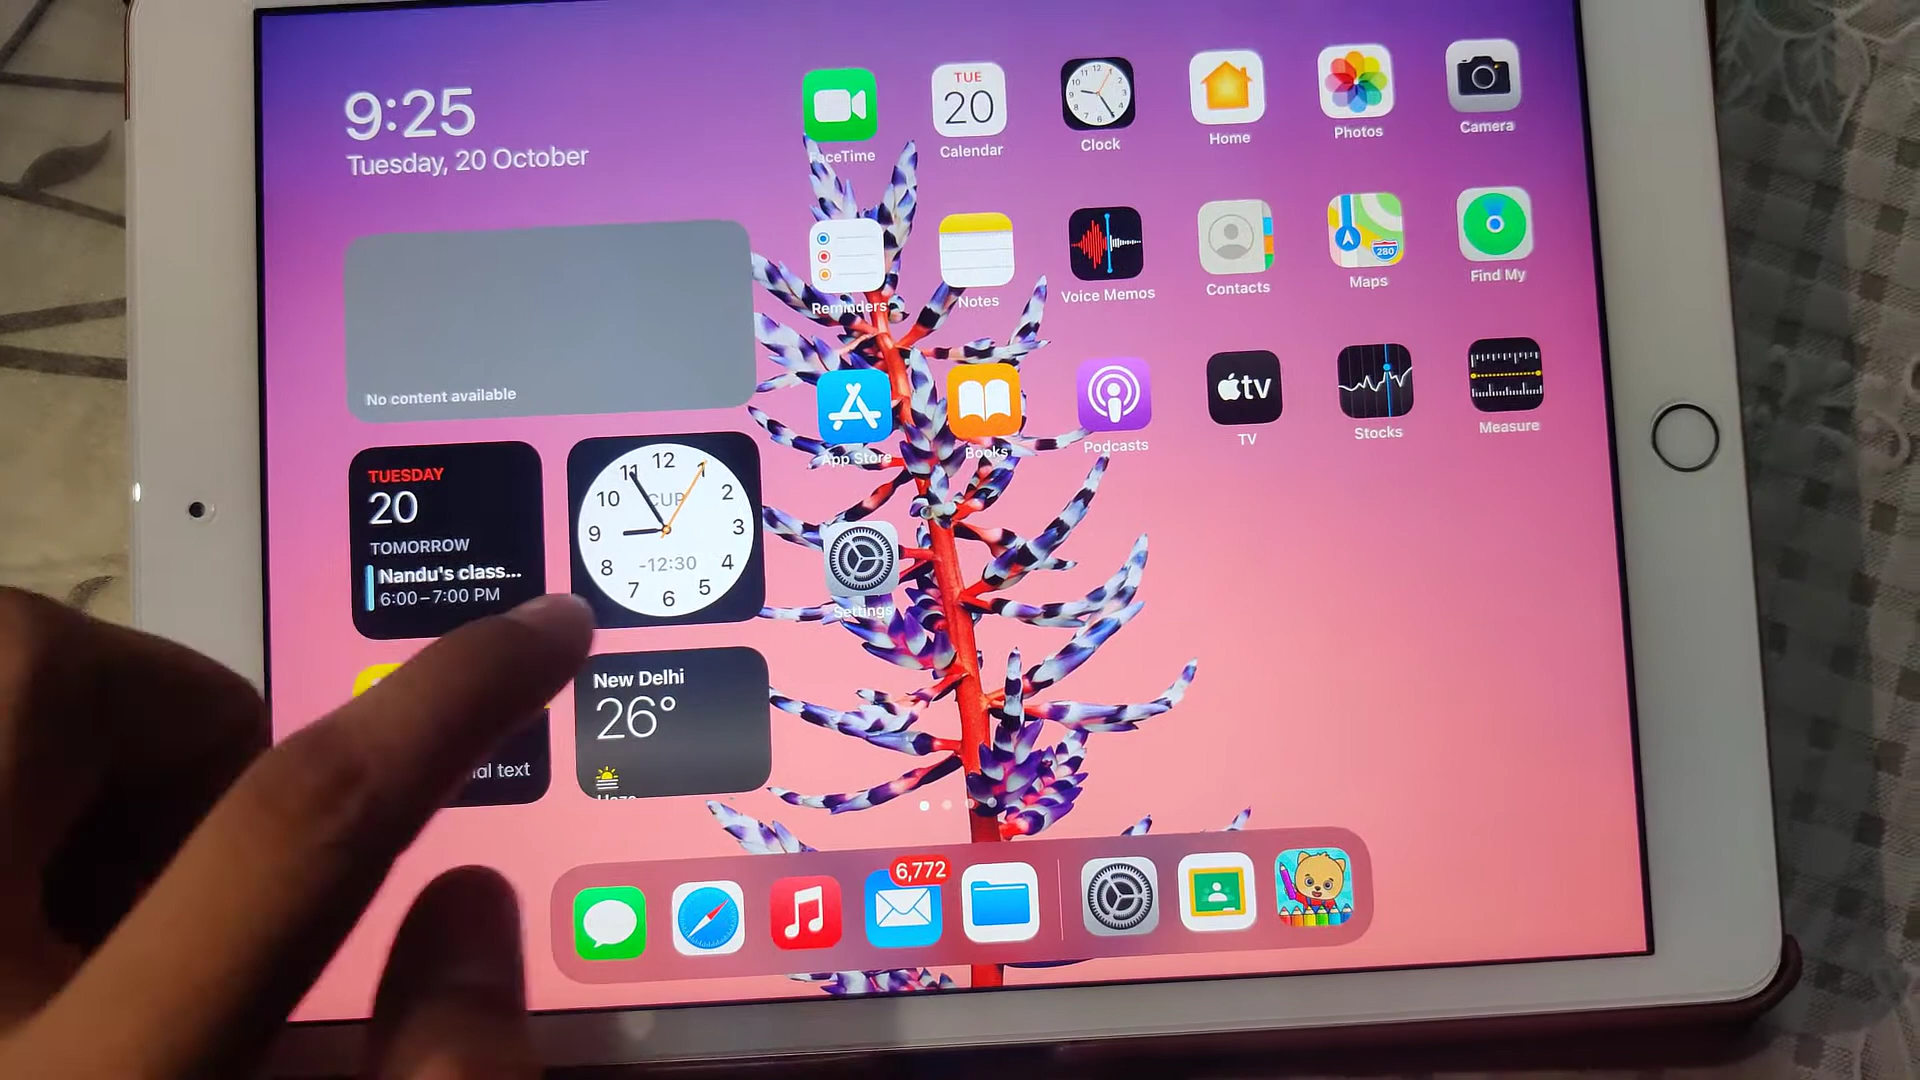 9:25
Tuesday, 20 October
No content available
TUESDAY
20
TOMORROW
Nandu's class...
6:00–7:00 PM
12
11
1
10
CUP
2
9
3
8
-12:30
4
7
5
6
New Delhi
26°
text
TUE
20
FaceTime
Calendar
Clock
Home
Photos
Camera
280
Reminders
Notes
Voice Memos
Contacts
Maps
Find My
tv
App Store
Books
Podcasts
TV
Stocks
Measure
Settings
6,772